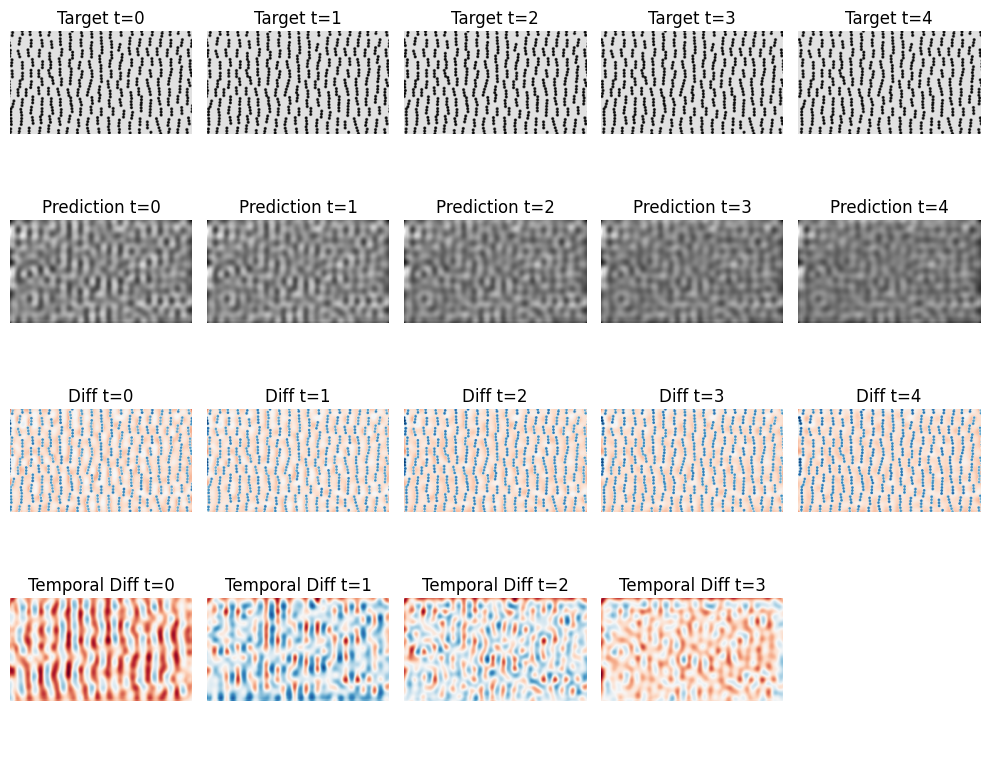 Target t=0 Target t=1 Target t=2 Target t=3 Target t=4
Prediction t=0 Prediction t=1 Prediction t=2 Prediction t=3 Prediction t=4
Diff t=0 Diff t=1 Diff t=2 Diff t=3 Diff t=4
Temporal Diff t=0 Temporal Diff t=1 Temporal Diff t=2 Temporal Diff t=3